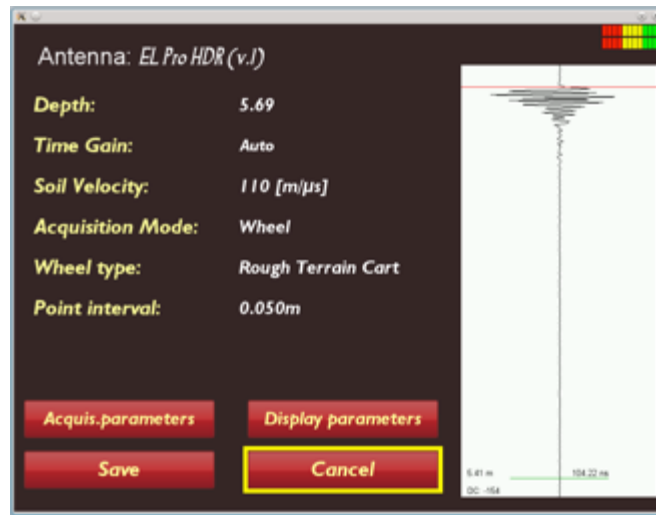 Antenna: EL Pro HDR (v.1)
Depth: 5.69
Time Gain: Auto
Soil Velocity: 110 [m/µs]
Acquisition Mode: Wheel
Wheel type: Rough Terrain Cart
Point interval: 0.050m
Acquis.parameters Display parameters
Save Cancel
5.41 m 104.22 ns
DC: -154